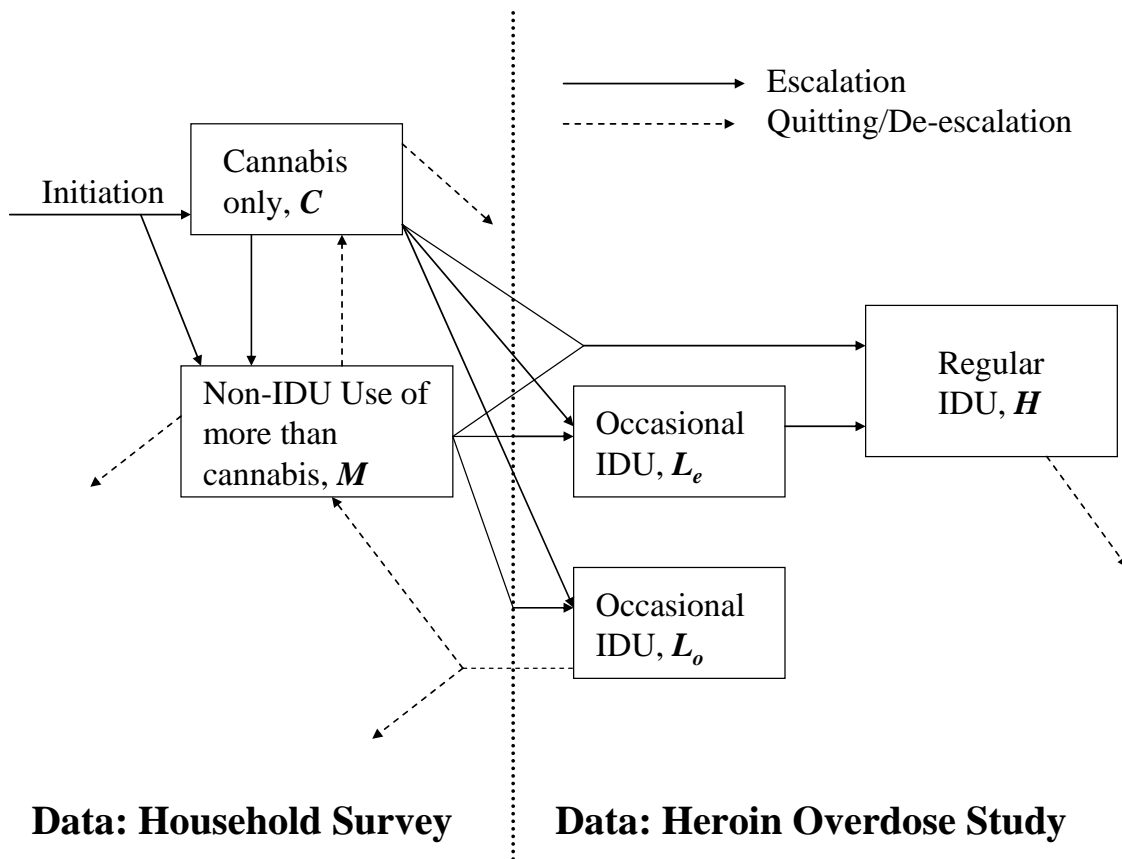 Escalation
Quitting/De-escalation
Initiation
Cannabis
only, C
Non-IDU Use of
more than
cannabis, M
Occasional
IDU, Le
Regular
IDU, H
Occasional
IDU, Lo
Data: Household Survey
Data: Heroin Overdose Study